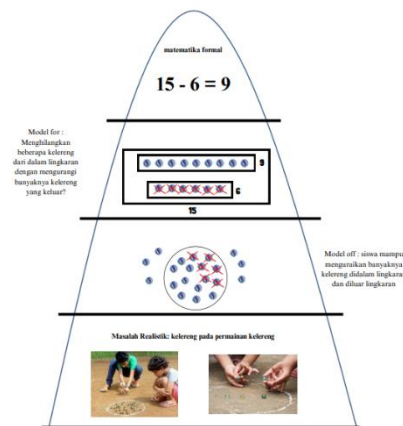 matematika formal
15 - 6 = 9
Model for :
Menghilangkan
beberapa kelereng
dari dalam lingkaran
dengan mengurangi
banyaknya kelereng
yang keluar?
9
6
15
Model off : siswa mampu
menguraikan banyaknya
kelereng didalam lingkaran
dan diluar lingkaran
Masalah Realistik: kelereng pada permainan kelereng